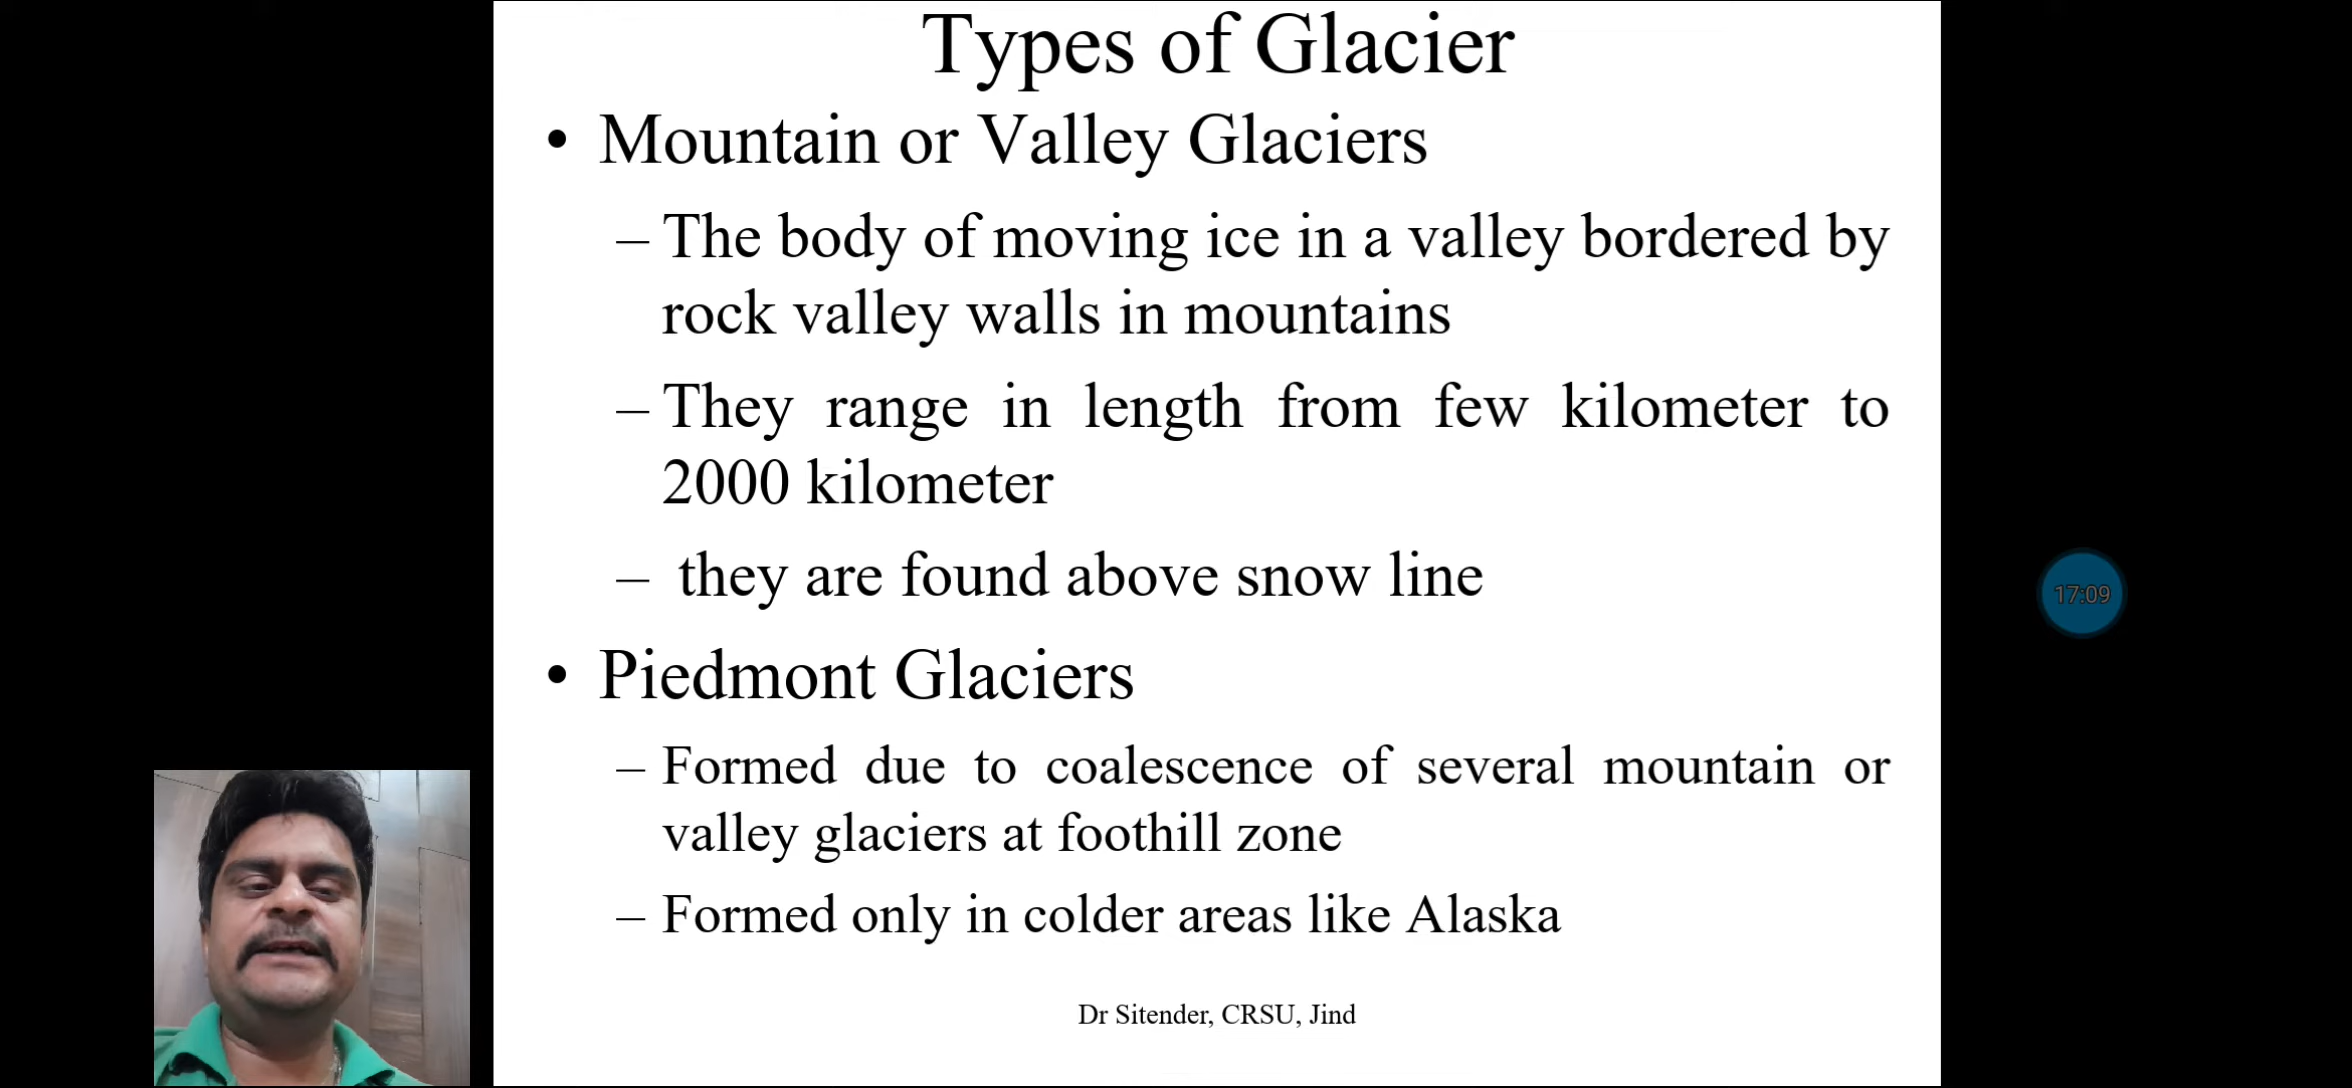 Types of Glacier
• Mountain or Valley Glaciers
– The body of moving ice in a valley bordered by
rock valley walls in mountains
– They range in length from few kilometer to
2000 kilometer
– they are found above snow line
• Piedmont Glaciers
– Formed due to coalescence of several mountain or
valley glaciers at foothill zone
– Formed only in colder areas like Alaska
Dr Sitender, CRSU, Jind
17:09